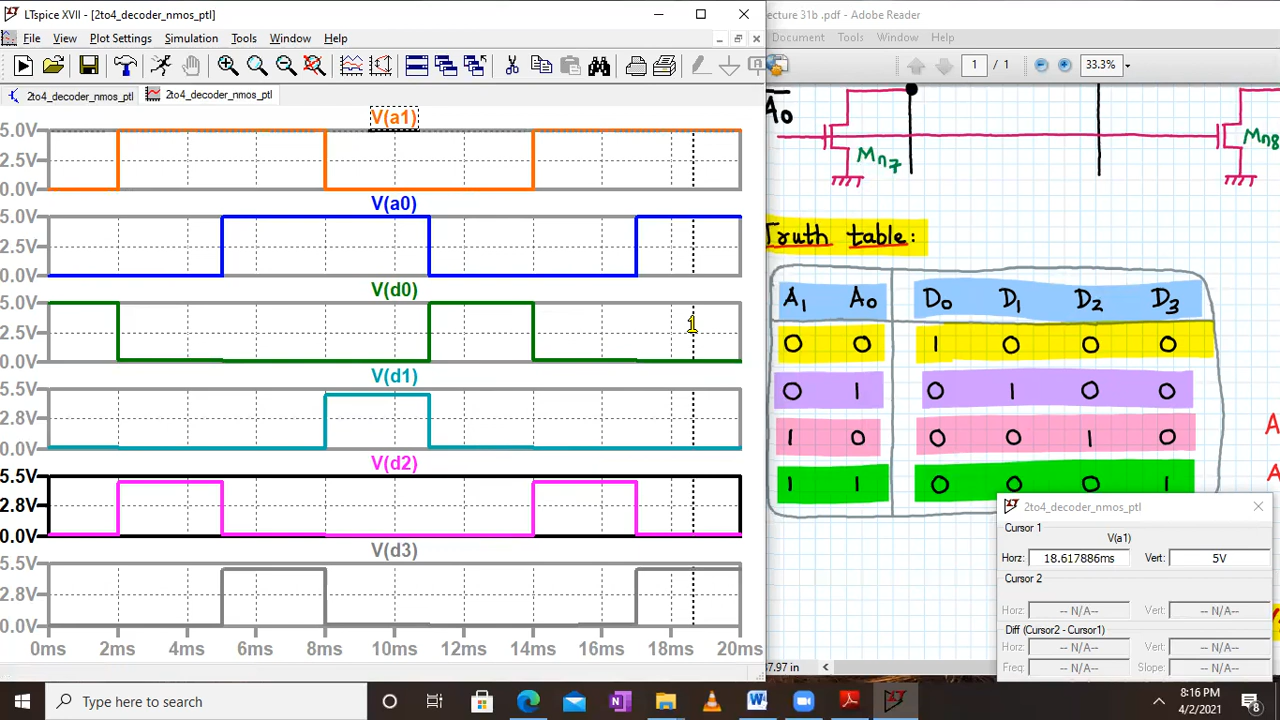 LTspice XVII - [2to4_decoder_nmos_ptl]
File View Plot Settings Simulation Tools Window Help
2to4_decoder_nmos_ptl 2to4_decoder_nmos_ptl
V(a1)
5.0V
2.5V
0.0V
V(a0)
5.0V
2.5V
0.0V
V(d0)
5.0V
2.5V
0.0V
1
V(d1)
5.5V
2.8V
0.0V
V(d2)
5.5V
2.8V
0.0V
V(d3)
5.5V
2.8V
0.0V
0ms 2ms 4ms 6ms 8ms 10ms 12ms 14ms 16ms 18ms 20ms
ecture 31b .pdf - Adobe Reader
Document Tools Window Help
1 / 1 33.3%
A̅0̅
Mn7
Mn8
Truth table:
A1 A0 D0 D1 D2 D3
0 0 1 0 0 0
0 1 0 1 0 0
1 0 0 0 1 0
1 1 0 0 0 1
A
A
2to4_decoder_nmos_ptl
Cursor 1
V(a1)
Horz: 18.617886ms Vert: 5V
Cursor 2
Horz: -- N/A-- Vert: -- N/A--
Diff (Cursor2 - Cursor1)
Horz: -- N/A-- Vert: -- N/A--
Freq: -- N/A-- Slope: -- N/A--
7.97 in
Type here to search
8:16 PM
4/2/2021
8